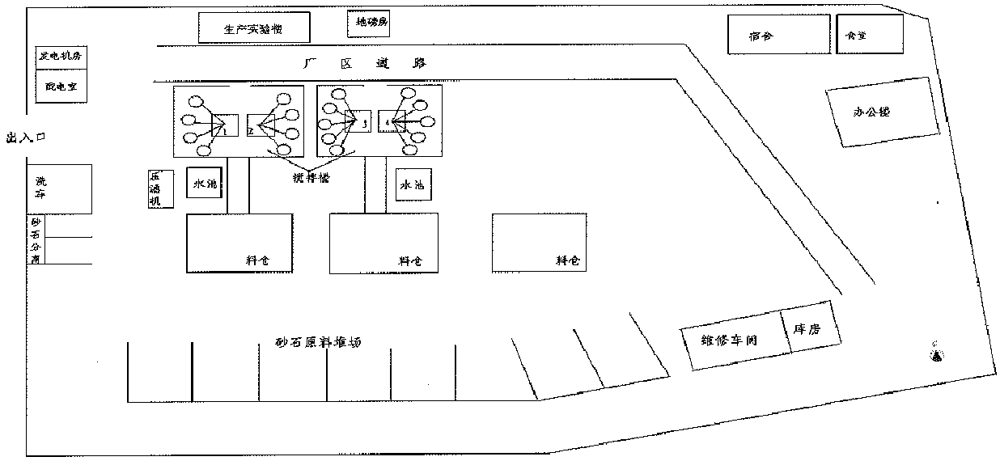 生产实验楼
地磅房
宿舍
食堂
发电机房
配电室
厂区道路
办公楼
出入口
1
2
3
4
搅拌楼
洗车
压滤机
水池
水池
砂石分离
料仓
料仓
料仓
砂石原料堆场
维修车间
库房